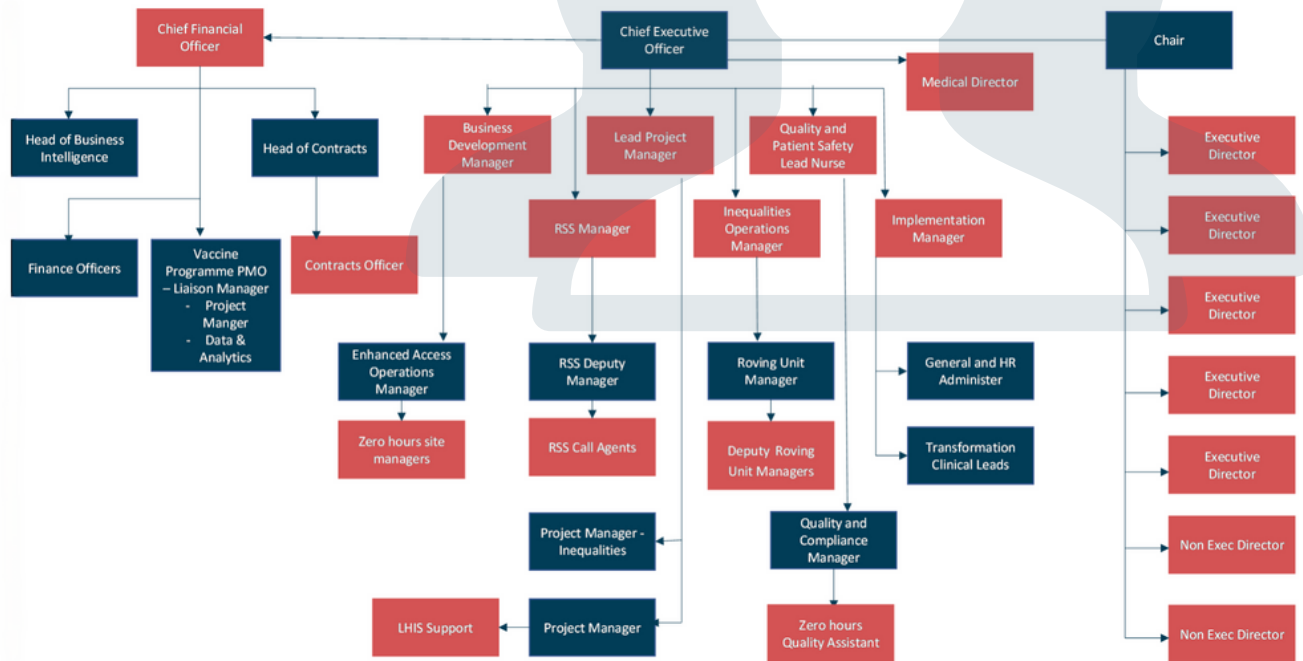 Chief Financial
Officer
Chief Executive
Officer
Chair
Medical Director
Head of Business
Intelligence
Head of Contracts
Business
Development
Manager
Lead Project
Manager
Quality and
Patient Safety
Lead Nurse
Executive
Director
RSS Manager
Inequalities
Operations
Manager
Implementation
Manager
Executive
Director
Finance Officers
Vaccine
Programme PMO
– Liaison Manager
- Project
Manger
- Data &
Analytics
Contracts Officer
Executive
Director
Enhanced Access
Operations
Manager
RSS Deputy
Manager
Roving Unit
Manager
General and HR
Administer
Executive
Director
Zero hours site
managers
RSS Call Agents
Deputy Roving
Unit Managers
Transformation
Clinical Leads
Executive
Director
Project Manager -
Inequalities
Quality and
Compliance
Manager
Non Exec Director
LHIS Support
Project Manager
Zero hours
Quality Assistant
Non Exec Director